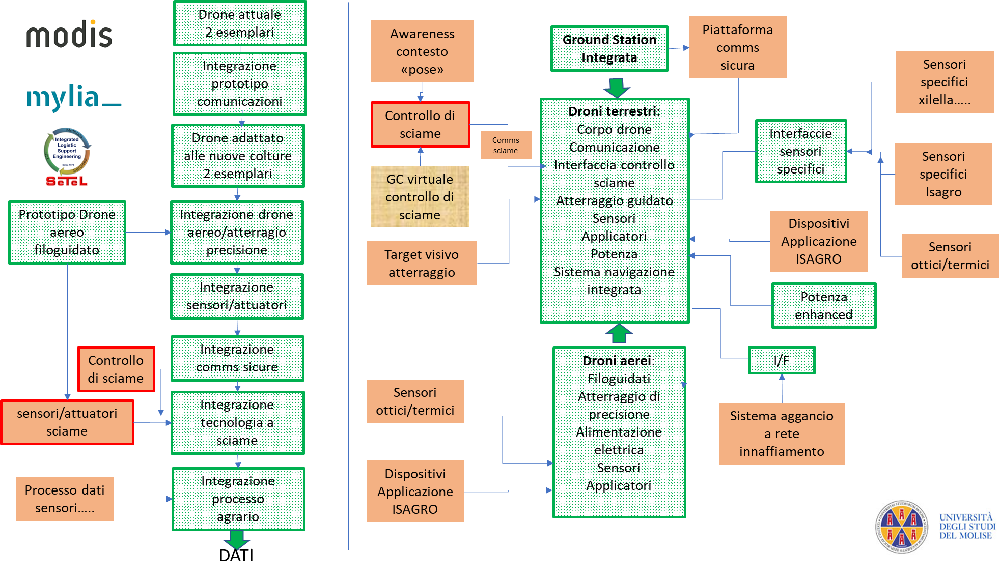 modis
mylia_
Methods
Integrated
Logistic
Support
Engineering
Since 1973
ICT
Services
SeTeL
Drone attuale
2 esemplari
Integrazione
prototipo
comunicazioni
Drone adattato
alle nuove colture
2 esemplari
Prototipo Drone
aereo
filoguidato
Integrazione drone
aereo/atterragio
precisione
Integrazione
sensori/attuatori
Integrazione
comms sicure
Controllo
di sciame
sensori/attuatori
sciame
Integrazione
tecnologia a
sciame
Processo dati
sensori.....
Integrazione
processo
agrario
DATI
Awareness
contesto
«pose»
Controllo di
sciame
Comms
sciame
GC virtuale
controllo di
sciame
Target visivo
atterraggio
Ground Station
Integrata
Piattaforma
comms
sicura
Droni terrestri:
Corpo drone
Comunicazione
Interfaccia controllo
sciame
Atterraggio guidato
Sensori
Applicatori
Potenza
Sistema navigazione
integrata
Sensori
specifici
xilella.....
Interfaccie
sensori
specifici
Sensori
specifici
Isagro
Dispositivi
Applicazione
ISAGRO
Sensori
ottici/termici
Potenza
enhanced
I/F
Sistema aggancio
a rete
innaffiamento
Droni aerei:
Filoguidati
Atterraggio di
precisione
Alimentazione
elettrica
Sensori
Applicatori
Sensori
ottici/termici
Dispositivi
Applicazione
ISAGRO
UNIVERSITÀ
DEGLI STUDI
DEL MOLISE